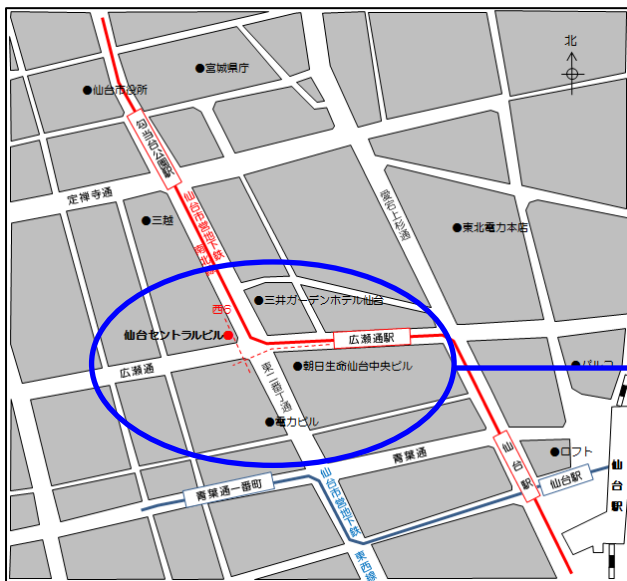 北
●宮城県庁
●仙台市役所
勾当台公園駅
定禅寺通
愛宕上杉通
●三越
仙台市営地下鉄
南北線
●東北電力本店
●三井ガーデンホテル仙台
西5
仙台セントラルビル●
広瀬通駅
広瀬通
東二番丁通
●朝日生命仙台中央ビル
●パルコ
●電力ビル
青葉通
仙台駅
●ロフト
仙台駅
仙台駅
青葉通一番町
仙台市営地下鉄
東西線